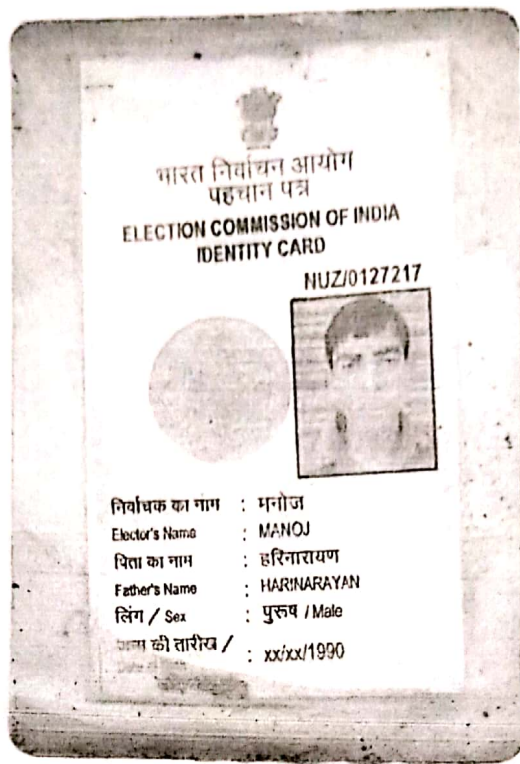 भारत निर्वाचन आयोग
पहचान पत्र
ELECTION COMMISSION OF INDIA
IDENTITY CARD
NUZ/0127217
निर्वाचक का नाम : मनोज
Elector's Name : MANOJ
पिता का नाम : हरिनारायण
Father's Name : HARINARAYAN
लिंग / Sex : पुरूष / Male
की तारीख / : xx/xx/1990